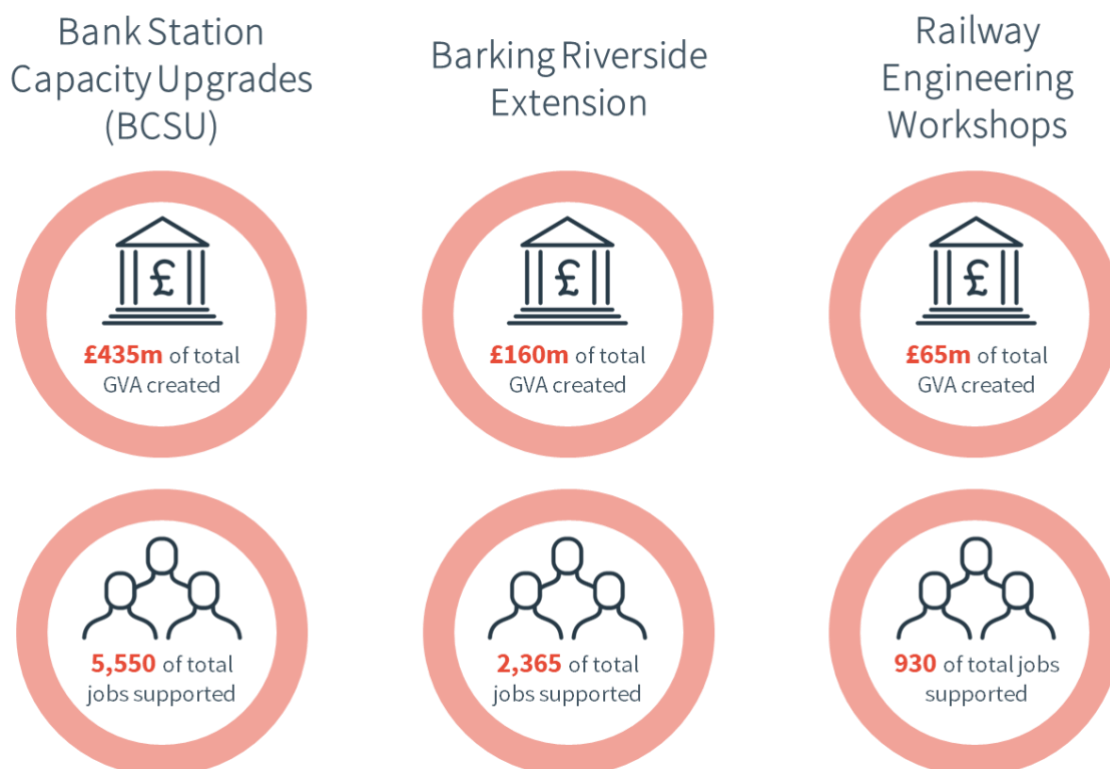 Bank Station
Capacity Upgrades
(BCSU)
Barking Riverside
Extension
Railway
Engineering
Workshops
£
£435m of total
GVA created
£
£160m of total
GVA created
£
£65m of total
GVA created
5,550 of total
jobs supported
2,365 of total
jobs supported
930 of total jobs
supported